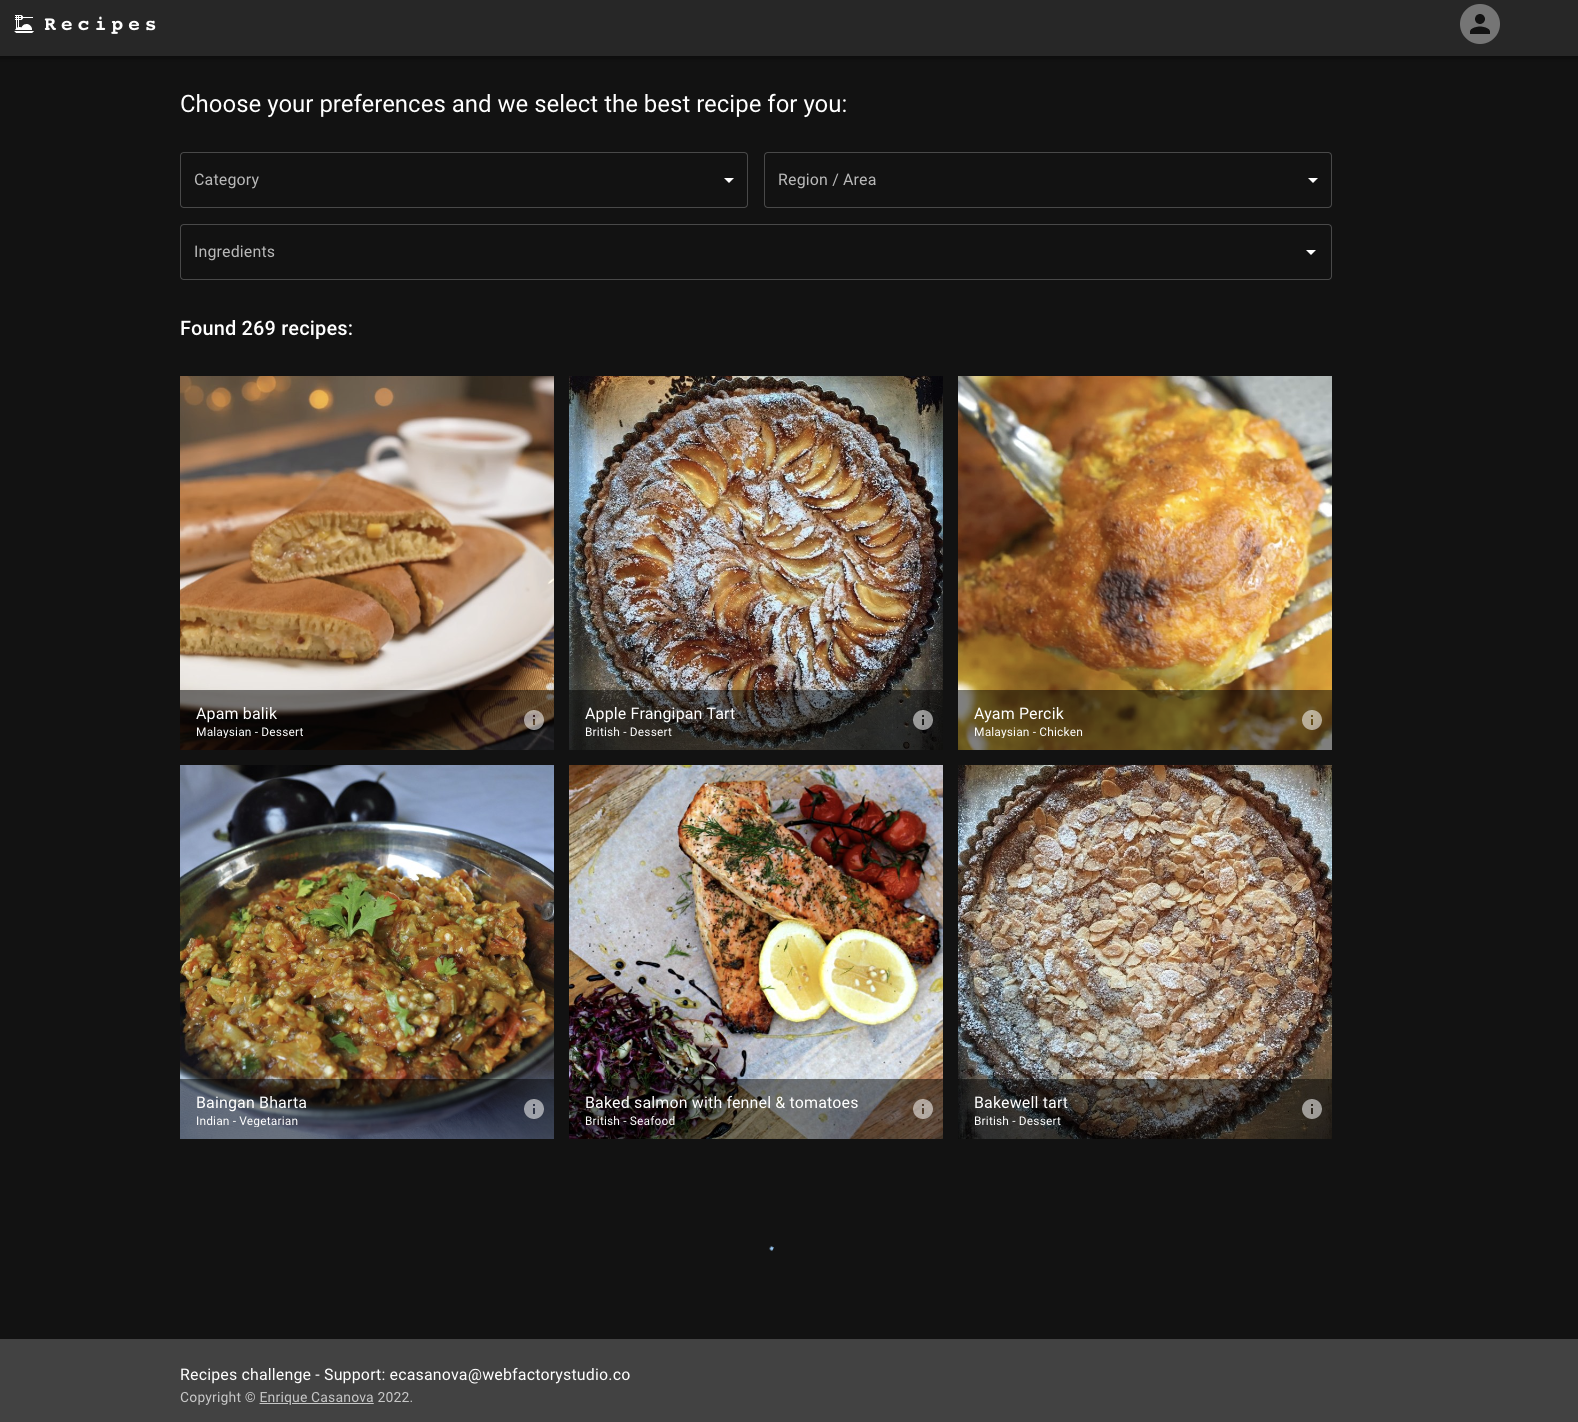 Recipes
Choose your preferences and we select the best recipe for you:
Category
Region / Area
Ingredients
Found 269 recipes:
Apam balik
Malaysian - Dessert
Apple Frangipan Tart
British - Dessert
Ayam Percik
Malaysian - Chicken
Baingan Bharta
Indian - Vegetarian
Baked salmon with fennel & tomatoes
British - Seafood
Bakewell tart
British - Dessert
Recipes challenge - Support: ecasanova@webfactorystudio.co
Copyright © Enrique Casanova 2022.